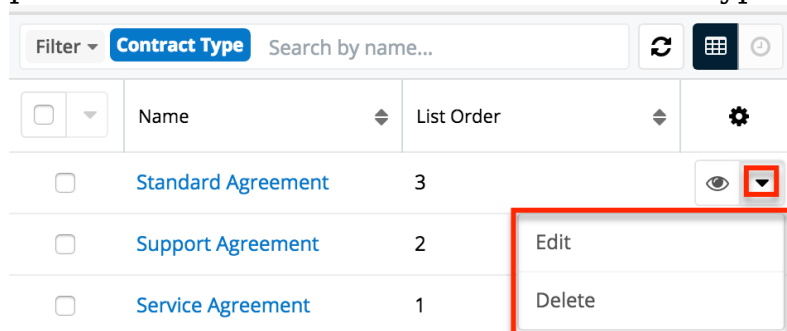 Filter Contract Type Search by name...
Name List Order
Standard Agreement 3
Support Agreement 2 Edit
Service Agreement 1 Delete